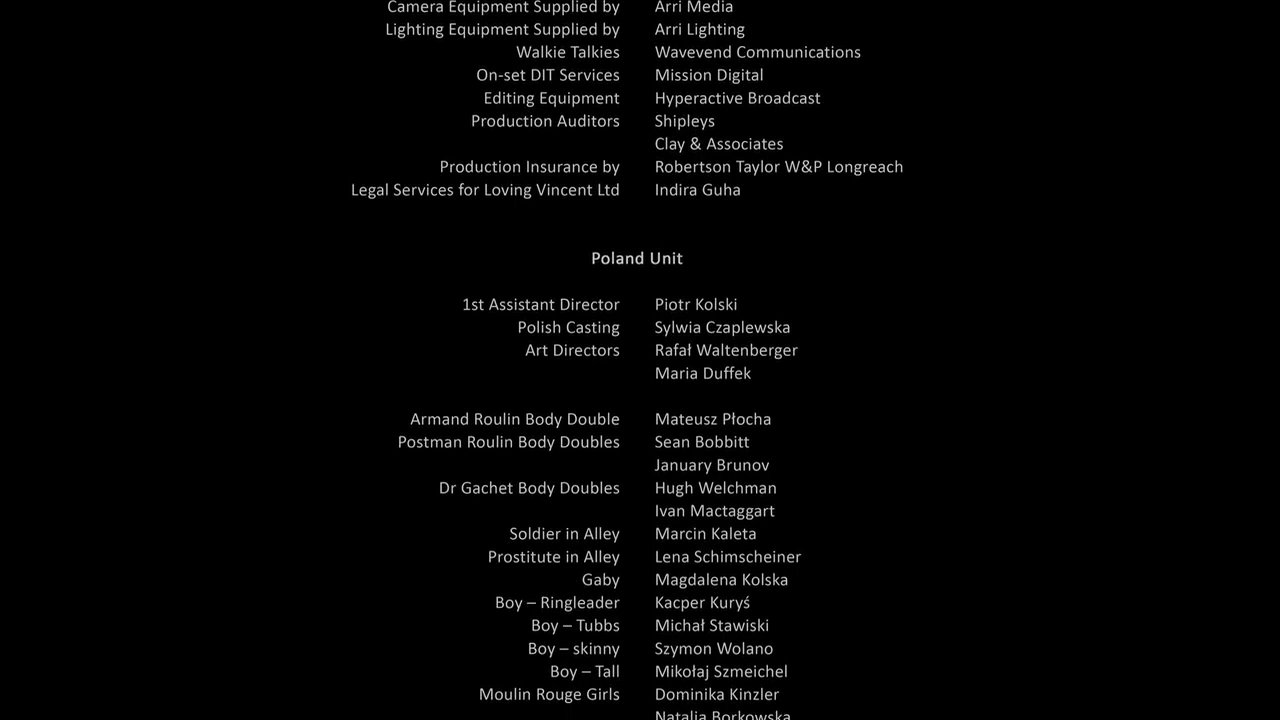 Camera Equipment Supplied by Arri Media
Lighting Equipment Supplied by Arri Lighting
Walkie Talkies Wavevend Communications
On-set DIT Services Mission Digital
Editing Equipment Hyperactive Broadcast
Production Auditors Shipleys
Clay & Associates
Production Insurance by Robertson Taylor W&P Longreach
Legal Services for Loving Vincent Ltd Indira Guha
Poland Unit
1st Assistant Director Piotr Kolski
Polish Casting Sylwia Czaplewska
Art Directors Rafał Waltenberger
Maria Duffek
Armand Roulin Body Double Mateusz Płocha
Postman Roulin Body Doubles Sean Bobbitt
January Brunov
Dr Gachet Body Doubles Hugh Welchman
Ivan Mactaggart
Soldier in Alley Marcin Kaleta
Prostitute in Alley Lena Schimscheiner
Gaby Magdalena Kolska
Boy – Ringleader Kacper Kuryś
Boy – Tubbs Michał Stawiski
Boy – skinny Szymon Wolano
Boy – Tall Mikołaj Szmeichel
Moulin Rouge Girls Dominika Kinzler
Natalia Borkowska